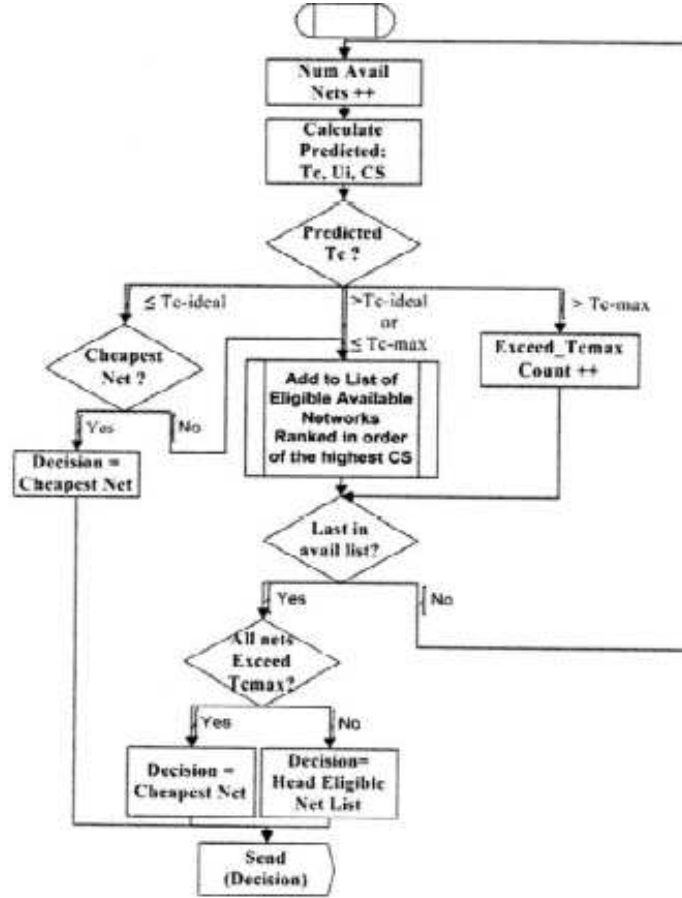 Num Avail
Nets ++
Calculate
Predicted:
Tc, Ui, CS
Predicted
Tc ?
≤ Tc-ideal
>Tc-ideal
or
≤ Tc-max
> Tc-max
Cheapest
Net ?
Exceed_Tcmax
Count ++
Add to List of
Eligible Available
Networks
Ranked in order
of the highest CS
Yes
No
Decision =
Cheapest Net
Last in
avail list?
Yes
No
All nets
Exceed
Tcmax?
Yes
No
Decision =
Cheapest Net
Decision=
Head Eligible
Net List
Send
(Decision)